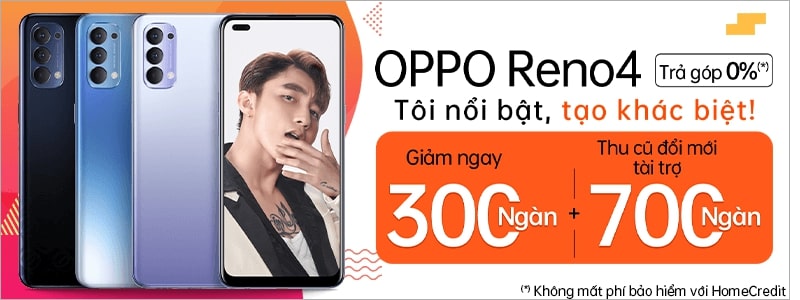 OPPO Reno4
Trả góp 0%(*)
Tôi nổi bật, tạo khác biệt!
Giảm ngay
300 Ngàn
+
Thu cũ đổi mới
tài trợ
700 Ngàn
(*) Không mất phí bảo hiểm với HomeCredit